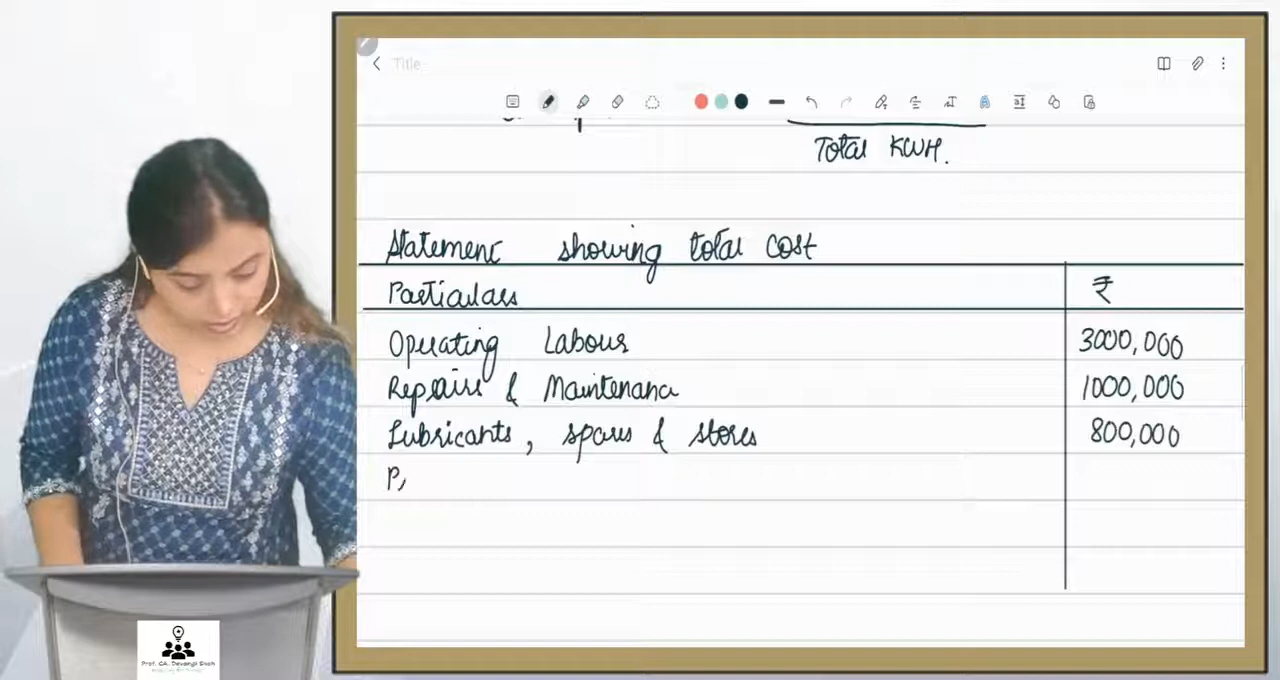 Title
Total KWH.
Statement showing total cost
Particulars ₹
Operating Labour 3000,000
Repairs & Maintenance 1000,000
Lubricants, spares & stores 800,000
P
Prof. CA. Devangi Shah